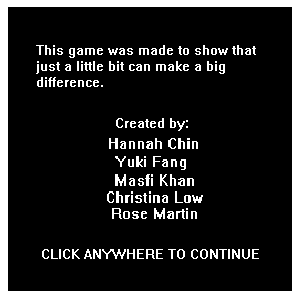 This game was made to show that
just a little bit can make a big
difference.
Created by:
Hannah Chin
Yuki Fang
Masfi Khan
Christina Low
Rose Martin
CLICK ANYWHERE TO CONTINUE